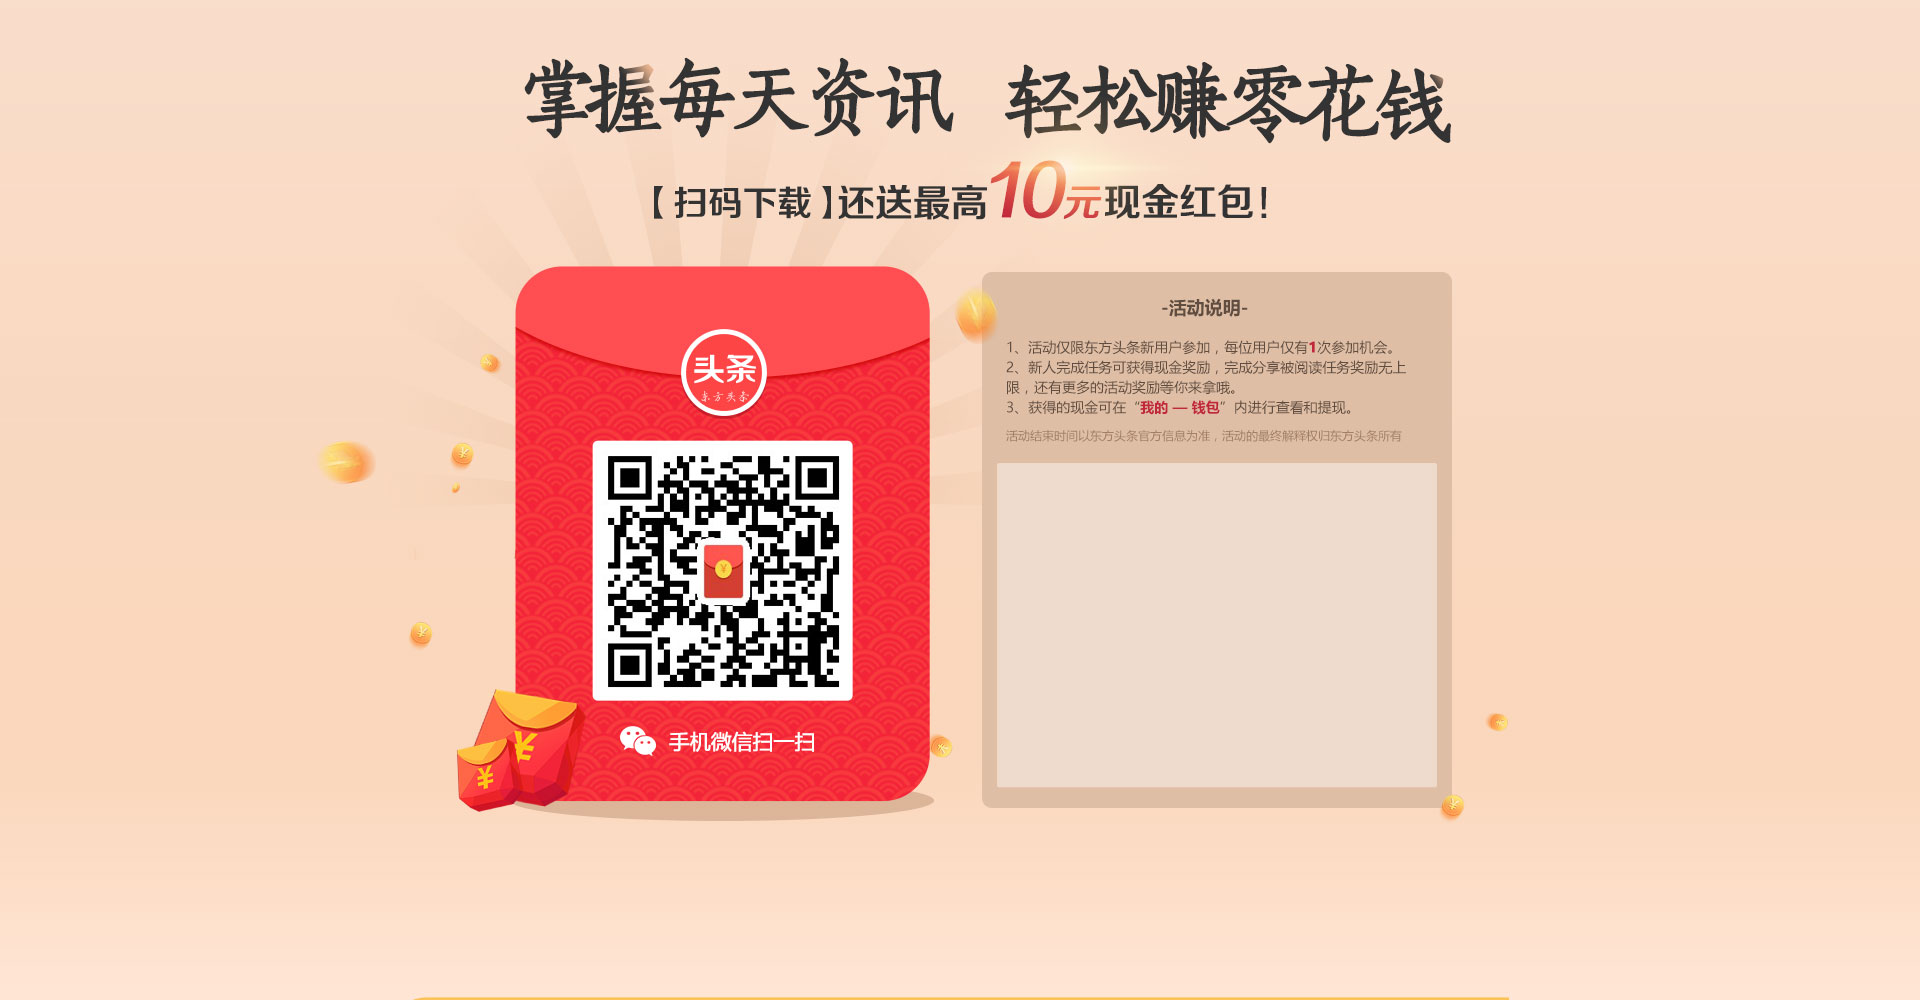 掌握每天资讯 轻松赚零花钱
【扫码下载】还送最高10元现金红包!
头条
东方头条
手机微信扫一扫
-活动说明-
1、活动仅限东方头条新用户参加，每位用户仅有1次参加机会。
2、新人完成任务可获得现金奖励，完成分享被阅读任务奖励无上
限，还有更多的活动奖励等你来拿哦。
3、获得的现金可在“我的 — 钱包”内进行查看和提现。
活动结束时间以东方头条官方信息为准，活动的最终解释权归东方头条所有